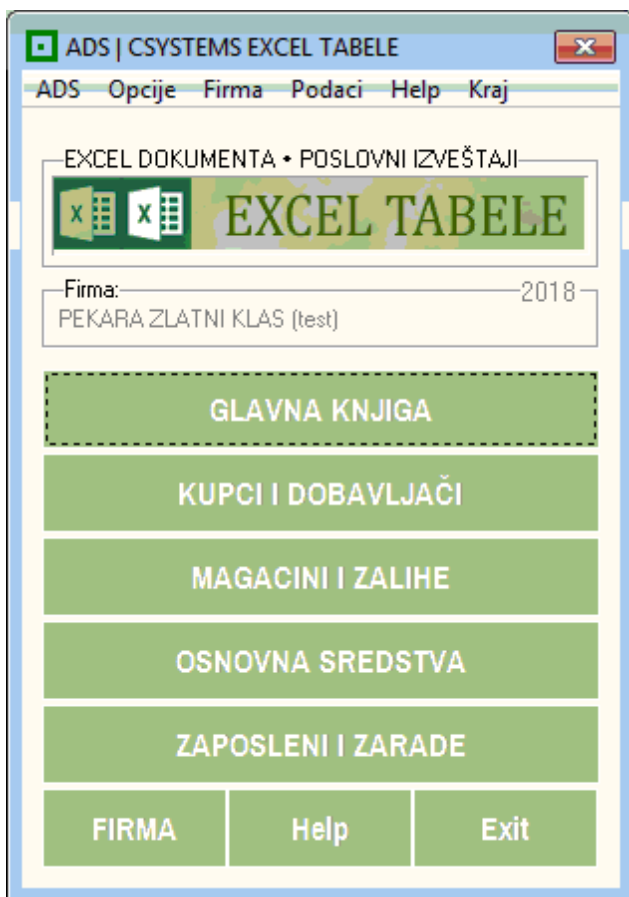 ADS | CSYSTEMS EXCEL TABELE
ADS Opcije Firma Podaci Help Kraj
EXCEL DOKUMENTA • POSLOVNI IZVEŠTAJI
X X EXCEL TABELE
Firma: 2018
PEKARA ZLATNI KLAS (test)
GLAVNA KNJIGA
KUPCI I DOBAVLJAČI
MAGACINI I ZALIHE
OSNOVNA SREDSTVA
ZAPOSLENI I ZARADE
FIRMA Help Exit